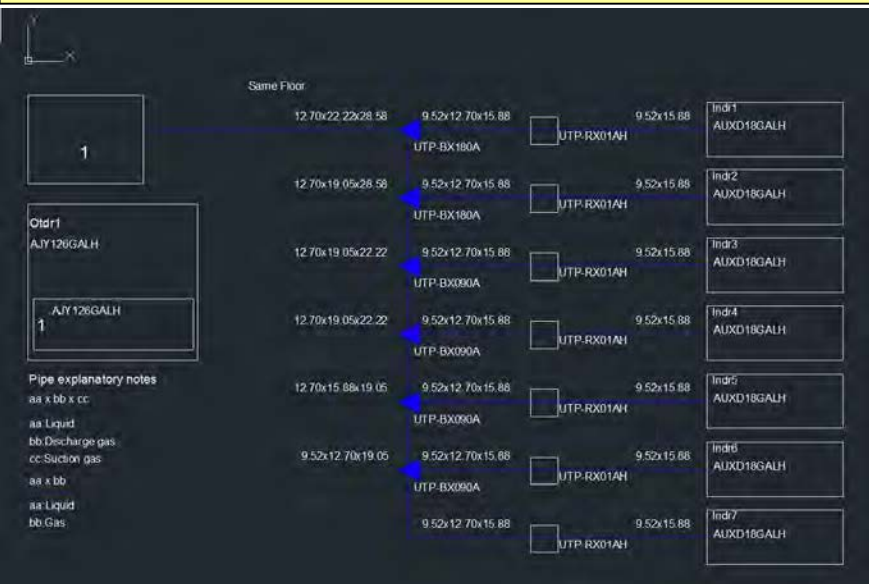 Y
X
Same Floor
12.70x22.22x28.58 9.52x12.70x15.88 9.52x15.88 Indr1
AUXD18GALH
UTP-BX180A UTP-RX01AH
1
12.70x19.05x28.58 9.52x12.70x15.88 9.52x15.88 Indr2
AUXD18GALH
UTP-BX180A UTP-RX01AH
Otdr1
AJY126GALH
12.70x19.05x22.22 9.52x12.70x15.88 9.52x15.88 Indr3
AUXD18GALH
UTP-BX090A UTP-RX01AH
AJY126GALH
1
12.70x19.05x22.22 9.52x12.70x15.88 9.52x15.88 Indr4
AUXD18GALH
UTP-BX090A UTP-RX01AH
Pipe explanatory notes
aa x bb x cc
aa:Liquid
bb:Discharge gas
cc:Suction gas
aa x bb
aa:Liquid
bb:Gas
12.70x15.88x19.05 9.52x12.70x15.88 9.52x15.88 Indr5
AUXD18GALH
UTP-BX090A UTP-RX01AH
9.52x12.70x19.05 9.52x12.70x15.88 9.52x15.88 Indr6
AUXD18GALH
UTP-BX090A UTP-RX01AH
9.52x12.70x15.88 9.52x15.88 Indr7
AUXD18GALH
UTP-RX01AH